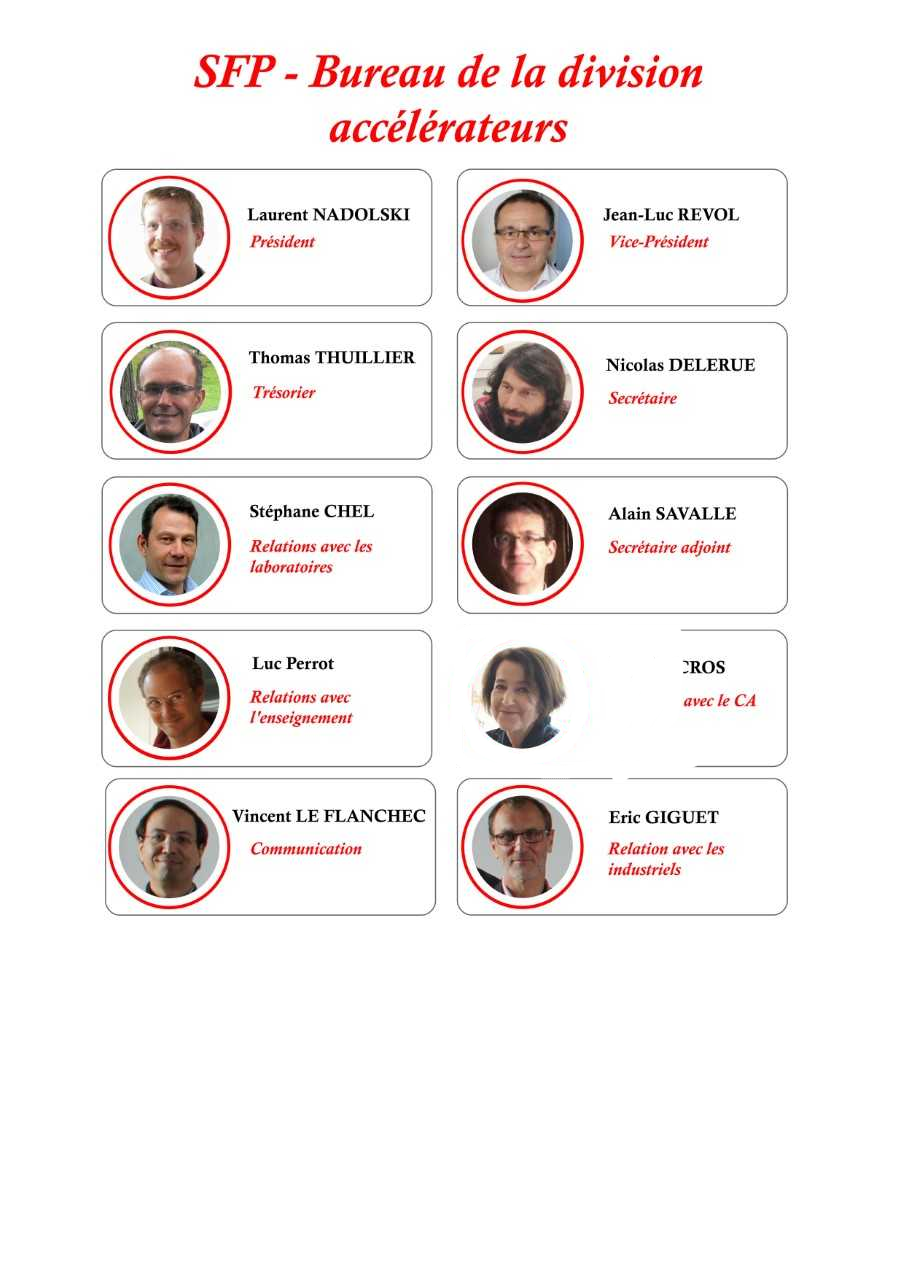 SFP - Bureau de la division
accélérateurs
Laurent NADOLSKI
Président
Jean-Luc REVOL
Vice-Président
Thomas THUILLIER
Trésorier
Nicolas DELERUE
Secrétaire
Stéphane CHEL
Relations avec les
laboratoires
Alain SAVALLE
Secrétaire adjoint
Luc Perrot
Relations avec
l'enseignement
CROS
avec le CA
Vincent LE FLANCHEC
Communication
Eric GIGUET
Relation avec les
industriels